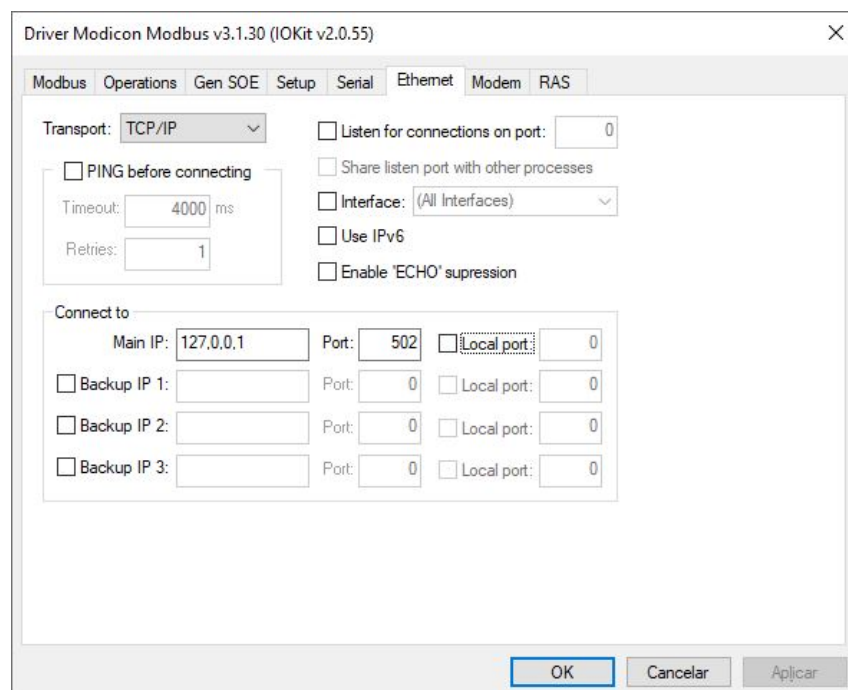 Driver Modicon Modbus v3.1.30 (IOKit v2.0.55)
Modbus Operations Gen SOE Setup Serial Ethernet Modem RAS
Transport: TCP/IP
PING before connecting
Timeout: 4000 ms
Retries: 1
Listen for connections on port: 0
Share listen port with other processes
Interface: (All Interfaces)
Use IPv6
Enable "ECHO" supression
Connect to
Main IP: 127,0,0,1 Port: 502 Local port: 0
Backup IP 1: Port: 0 Local port: 0
Backup IP 2: Port: 0 Local port: 0
Backup IP 3: Port: 0 Local port: 0
OK Cancelar Aplicar